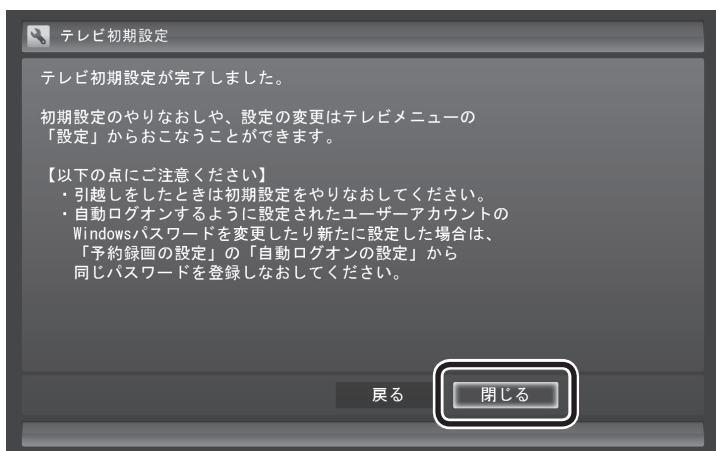 テレビ初期設定
テレビ初期設定が完了しました。
初期設定のやりなおしや、設定の変更はテレビメニューの
「設定」からおこなうことができます。
【以下の点にご注意ください】
・引越しをしたときは初期設定をやりなおしてください。
・自動ログオンするように設定されたユーザーアカウントの
Windowsパスワードを変更したり新たに設定した場合は、
「予約録画の設定」の「自動ログオンの設定」から
同じパスワードを登録しなおしてください。
戻る 閉じる